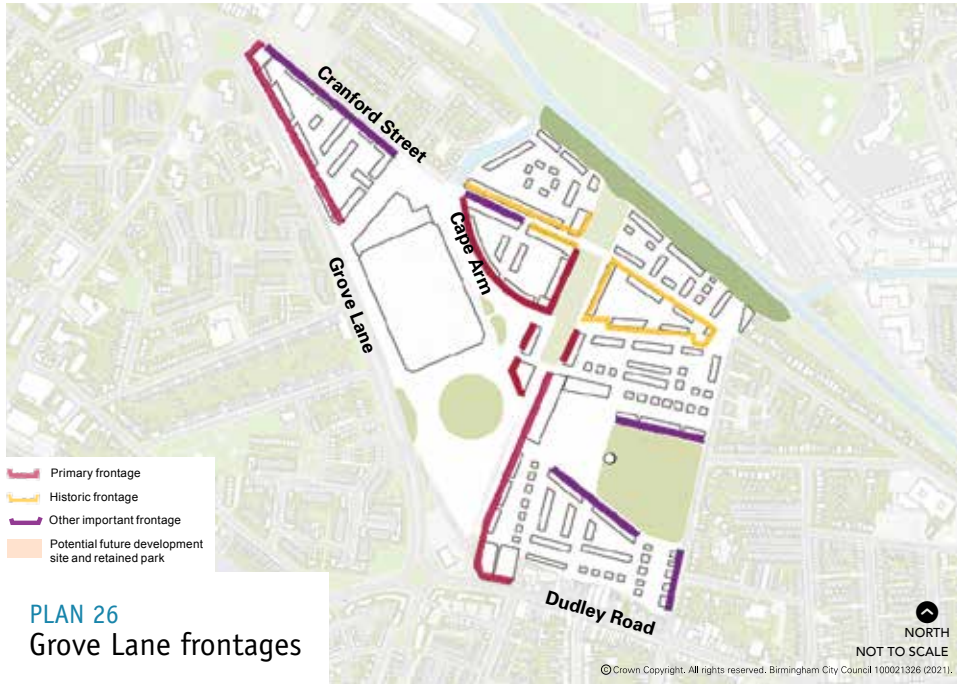 Cranford Street
Cape Arm
Grove Lane
Primary frontage
Historic frontage
Other important frontage
Potential future development
site and retained park
PLAN 26
Grove Lane frontages
Dudley Road
NORTH
NOT TO SCALE
© Crown Copyright. All rights reserved. Birmingham City Council 100021326 (2021).